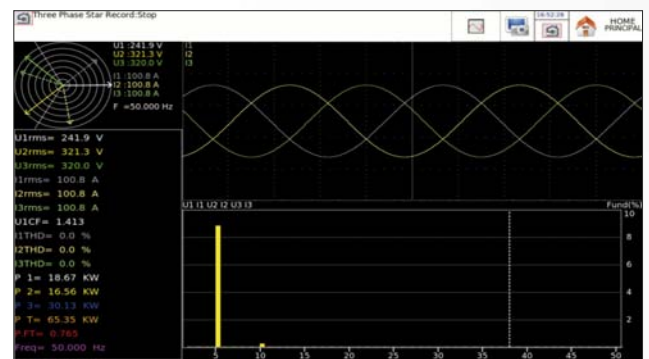 Three Phase Star Record:Stop
16:52:28
HOME
PRINCIPAL
U1 :241.9 V
U2 :321.3 V
U3 :320.0 V
I1 :100.8 A
I2 :100.8 A
I3 :100.8 A
F =50.000 Hz
I1
I2
I3
U1rms= 241.9 V
U2rms= 321.3 V
U3rms= 320.0 V
I1rms= 100.8 A
I2rms= 100.8 A
I3rms= 100.8 A
U1CF= 1.413
I1THD= 0.0 %
I2THD= 0.0 %
I3THD= 0.0 %
P 1= 18.67 KW
P 2= 16.56 KW
P 3= 30.13 KW
P T= 65.35 KW
P.FT= 0.765
Freq= 50.000 Hz
U1 I1 U2 I2 U3 I3
Fund(%)
10
8
6
4
2
5 10 15 20 25 30 35 40 45 50